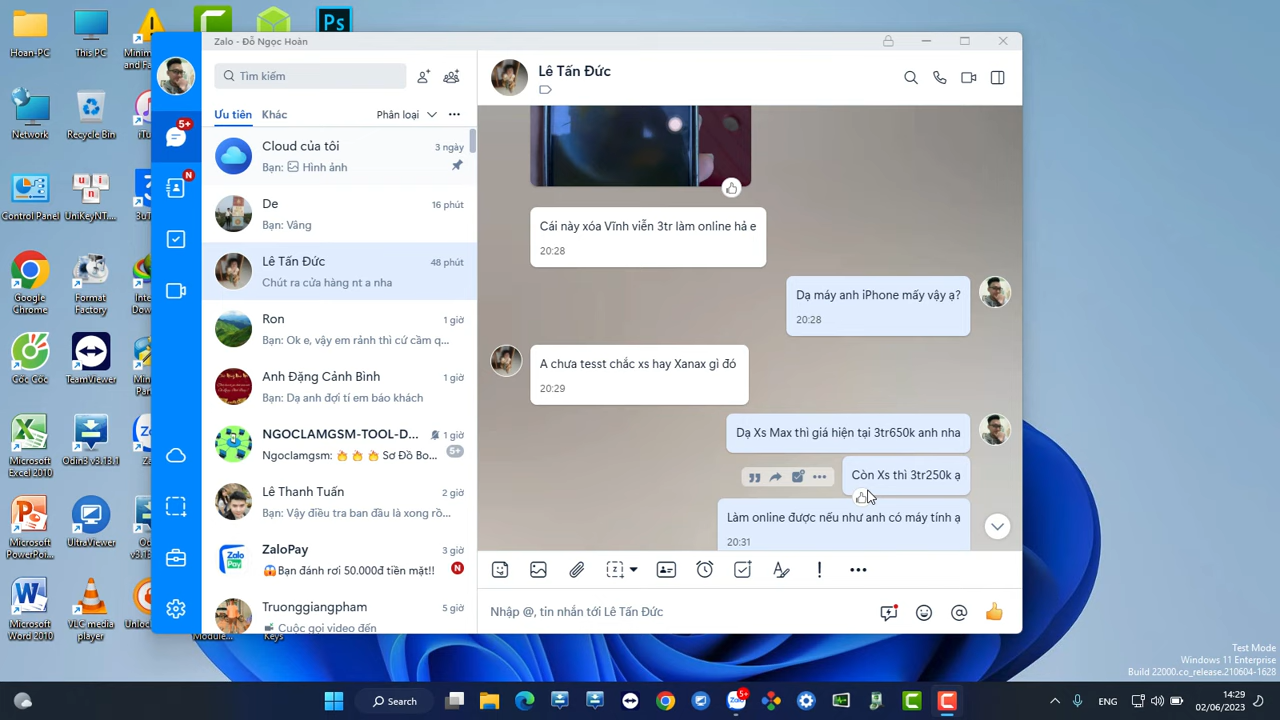 Hoan-PC
This PC
Network
Recycle Bin
Control Panel
UniKeyNT....
Google Chrome
Format Factory
Cốc Cốc
TeamViewer
Microsoft Excel 2010
Odin3 v3.13.1
Microsoft PowerPoi...
UltraViewer
Microsoft Word 2010
VLC media player
Ps
Zalo - Đỗ Ngọc Hoàn
Tìm kiếm
Ưu tiên
Khác
Phân loại
5+
N
Cloud của tôi
3 ngày
Bạn: Hình ảnh
De
16 phút
Bạn: Vâng
Lê Tấn Đức
48 phút
Chút ra cửa hàng nt a nha
Ron
1 giờ
Bạn: Ok e, vậy em rảnh thì cứ cầm q...
Anh Đặng Cảnh Bình
1 giờ
Bạn: Dạ anh đợi tí em báo khách
NGOCLAMGSM-TOOL-D...
1 giờ
Ngoclamgsm: 🔥 🔥 🔥 Sơ Đồ Bo...
5+
Lê Thanh Tuấn
2 giờ
Bạn: Vậy điều tra ban đầu là xong rồ...
Zalo Pay
ZaloPay
3 giờ
😱Bạn đánh rơi 50.000đ tiền mặt!!
N
Truonggiangpham
5 giờ
Cuộc gọi video đến
Lê Tấn Đức
Cái này xóa Vĩnh viễn 3tr làm online hả e
20:28
Dạ máy anh iPhone mấy vậy ạ?
20:28
A chưa tesst chắc xs hay Xanax gì đó
20:29
Dạ Xs Max thì giá hiện tại 3tr650k anh nha
Còn Xs thì 3tr250k ạ
Làm online được nếu như anh có máy tính ạ
20:31
Nhập @, tin nhắn tới Lê Tấn Đức
Test Mode
Windows 11 Enterprise
Build 22000.co_release.210604-1628
Search
5+
ENG
14:29
02/06/2023